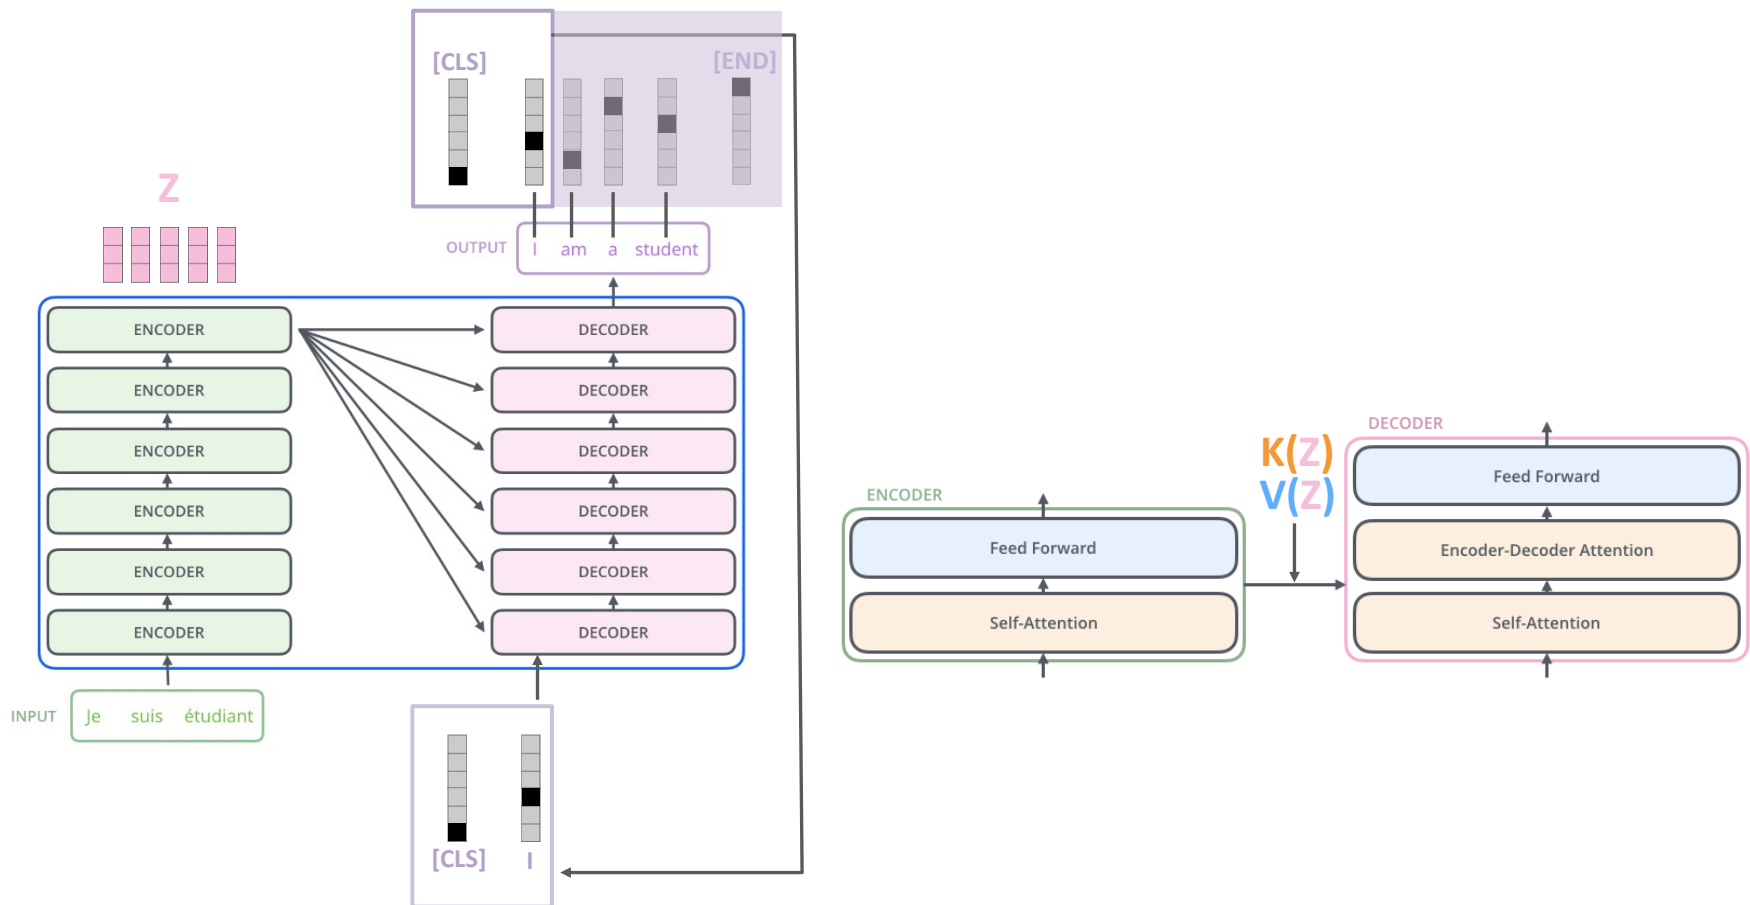 [CLS] [END]
Z
OUTPUT I am a student
ENCODER DECODER
ENCODER DECODER
ENCODER DECODER
ENCODER DECODER
ENCODER DECODER
ENCODER DECODER
INPUT Je suis étudiant
[CLS] I
ENCODER
Feed Forward
Self-Attention
K(Z)
V(Z)
DECODER
Feed Forward
Encoder-Decoder Attention
Self-Attention